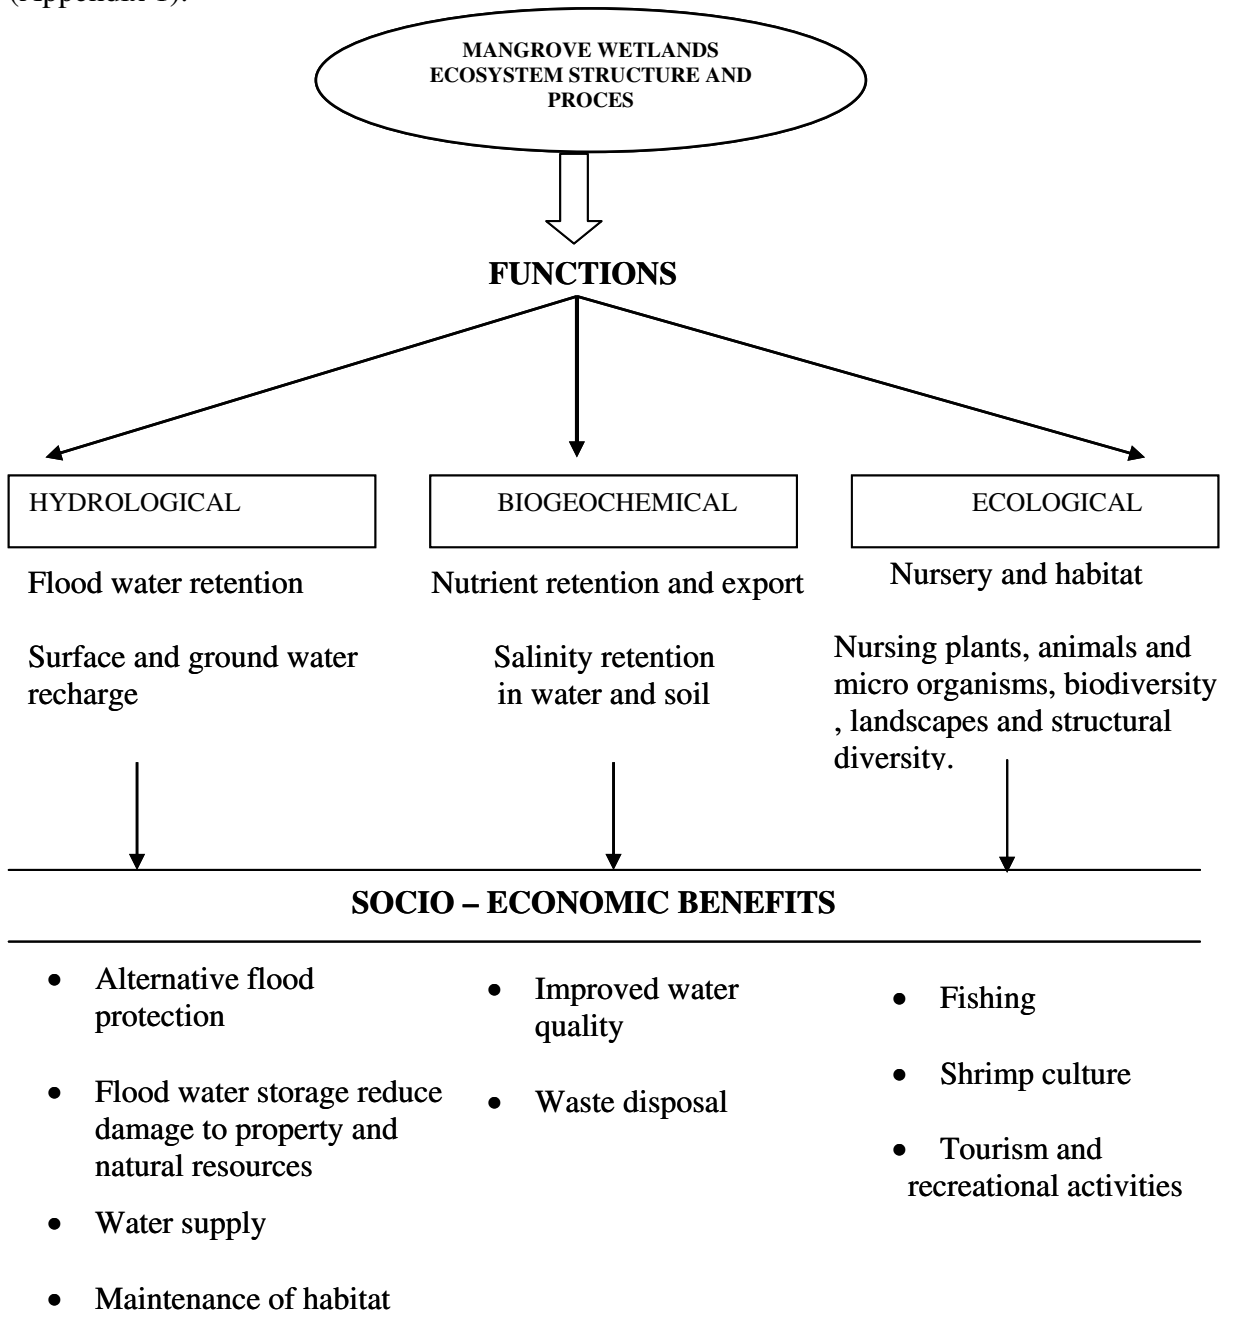 (Appendix 1).
MANGROVE WETLANDS
ECOSYSTEM STRUCTURE AND
PROCES
FUNCTIONS
HYDROLOGICAL
BIOGEOCHEMICAL
ECOLOGICAL
Flood water retention
Surface and ground water
recharge
Nutrient retention and export
Salinity retention
in water and soil
Nursery and habitat
Nursing plants, animals and
micro organisms, biodiversity
, landscapes and structural
diversity.
SOCIO – ECONOMIC BENEFITS
• Alternative flood
protection
• Flood water storage reduce
damage to property and
natural resources
• Water supply
• Maintenance of habitat
• Improved water
quality
• Waste disposal
• Fishing
• Shrimp culture
• Tourism and
recreational activities